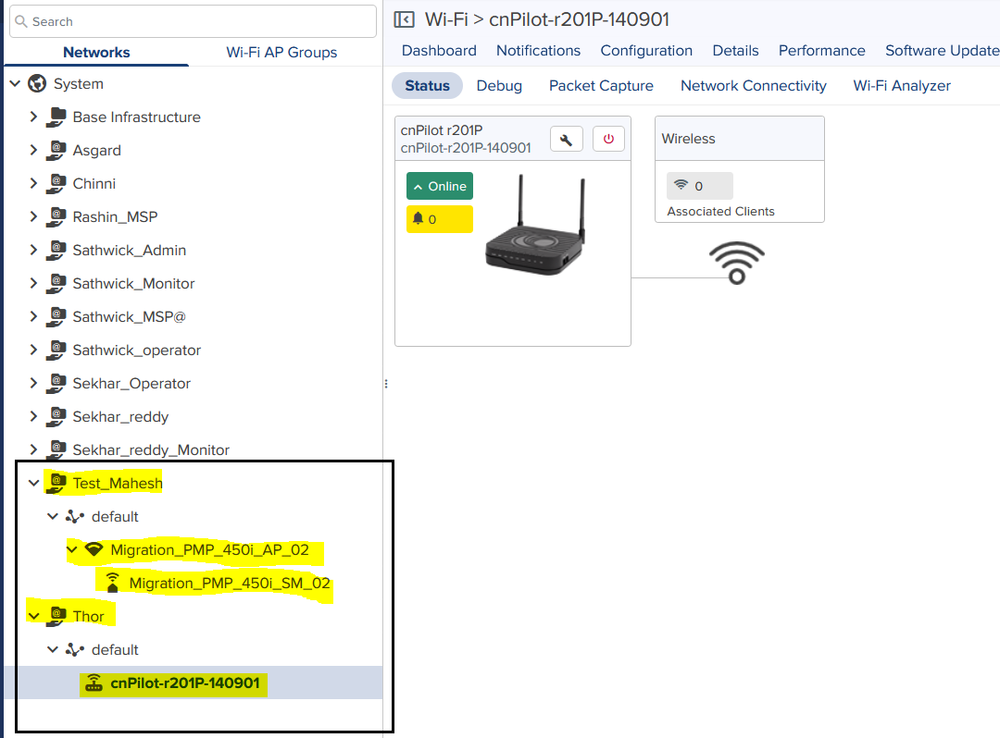 Search
Networks
Wi-Fi AP Groups
System
Base Infrastructure
Asgard
Chinni
Rashin_MSP
Sathwick_Admin
Sathwick_Monitor
Sathwick_MSP@
Sathwick_operator
Sekhar_Operator
Sekhar_reddy
Sekhar_reddy_Monitor
Test_Mahesh
default
Migration_PMP_450i_AP_02
Migration_PMP_450i_SM_02
Thor
default
cnPilot-r201P-140901
Wi-Fi > cnPilot-r201P-140901
Dashboard Notifications Configuration Details Performance Software Update
Status Debug Packet Capture Network Connectivity Wi-Fi Analyzer
cnPilot r201P
cnPilot-r201P-140901
Online
0
Wireless
0
Associated Clients